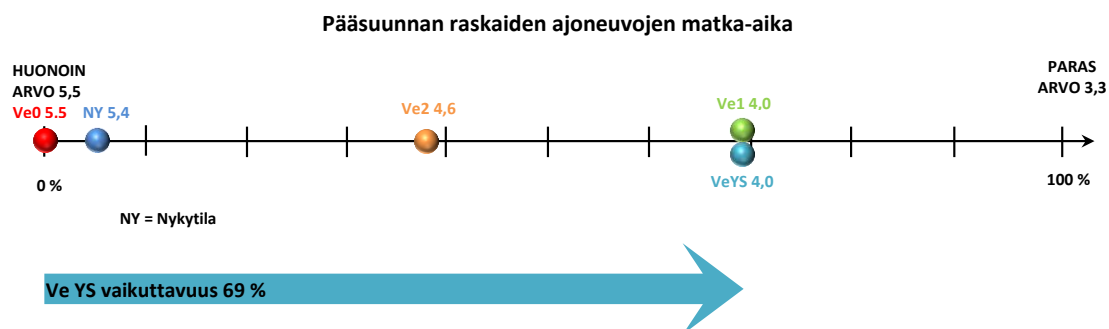 Pääsuunnan raskaiden ajoneuvojen matka-aika
HUONOIN
ARVO 5,5
Ve0 5.5
NY 5,4
Ve2 4,6
Ve1 4,0
PARAS
ARVO 3,3
0 %
VeYS 4,0
100 %
NY = Nykytila
Ve YS vaikuttavuus 69 %